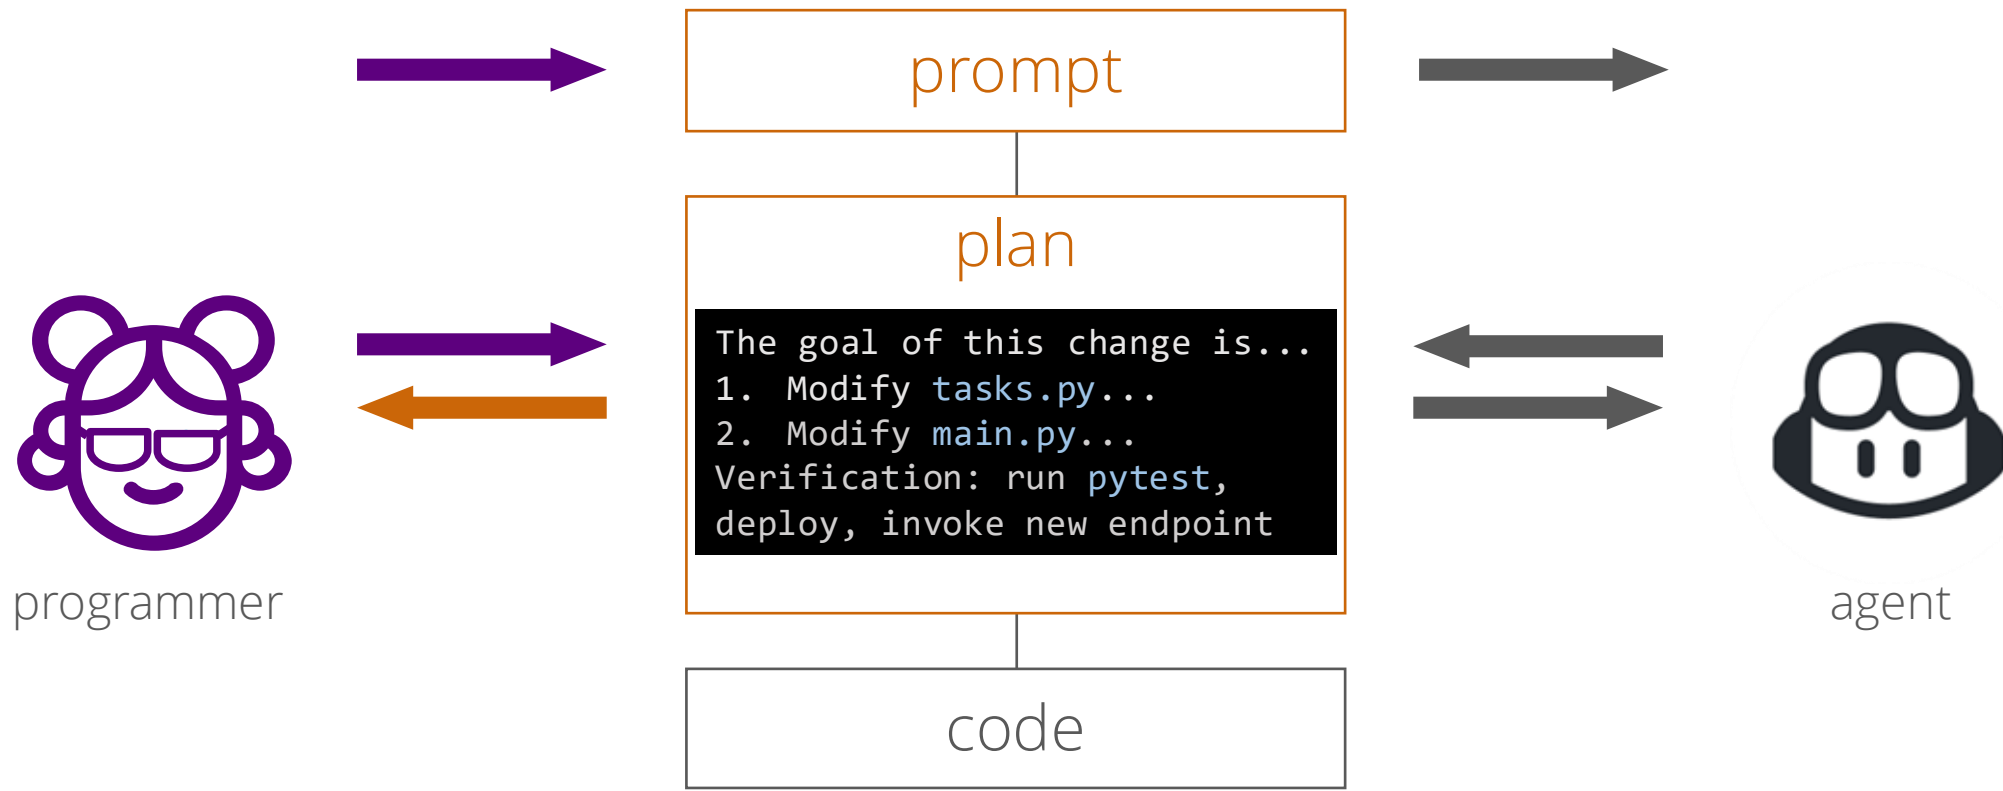 prompt
plan
The goal of this change is...
1. Modify tasks.py...
2. Modify main.py...
Verification: run pytest,
deploy, invoke new endpoint
programmer
agent
code